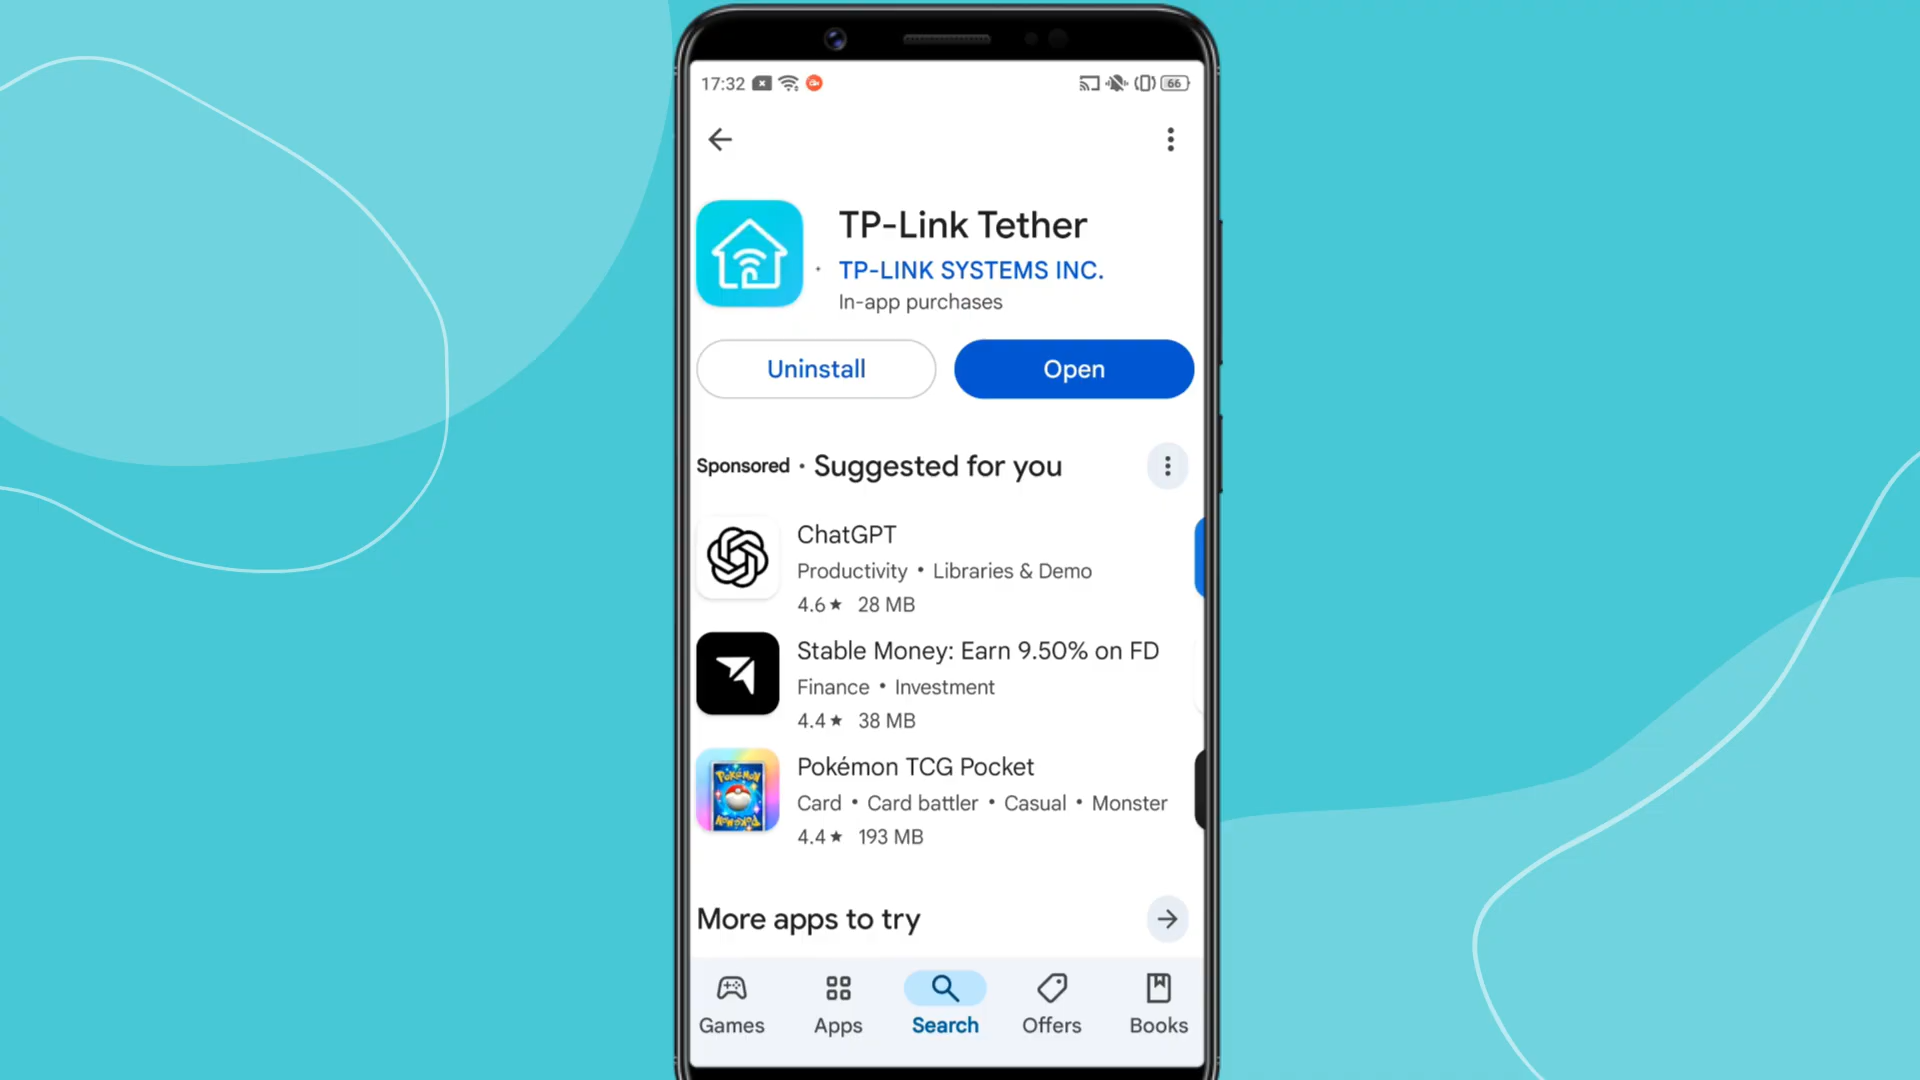 17:32
66
TP-Link Tether
TP-LINK SYSTEMS INC.
In-app purchases
Uninstall
Open
Sponsored • Suggested for you
ChatGPT
Productivity • Libraries & Demo
4.6★ 28 MB
Stable Money: Earn 9.50% on FD
Finance • Investment
4.4★ 38 MB
POKÉMON
POKÉMON
Pokémon TCG Pocket
Card • Card battler • Casual • Monster
4.4★ 193 MB
More apps to try
Games
Apps
Search
Offers
Books